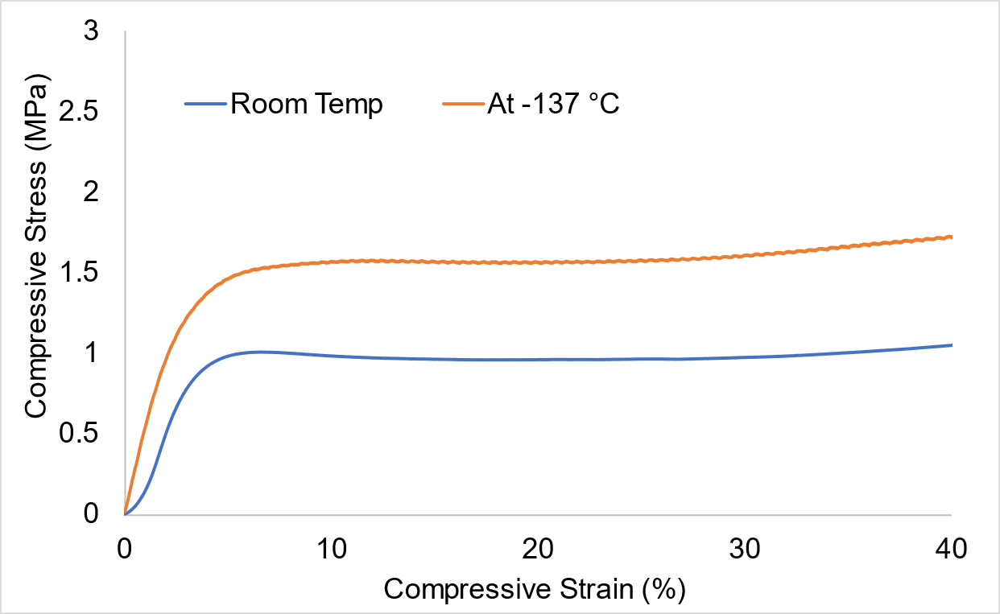 3
2.5
2
1.5
1
0.5
0
Compressive Stress (MPa)
Room Temp
At -137 °C
0 10 20 30 40
Compressive Strain (%)